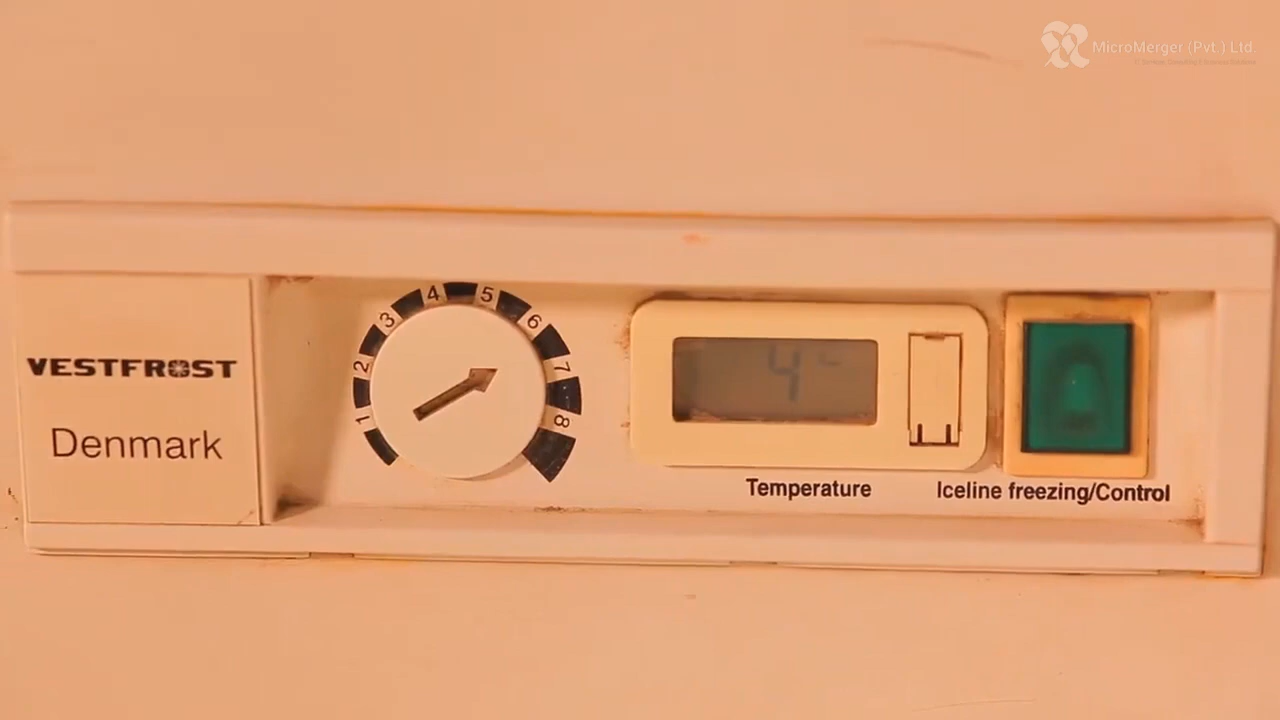 MicroMerger (Pvt.) Ltd.
VESTFROST
Denmark
1
2
3
4
5
6
7
8
4
Temperature
Iceline freezing/Control